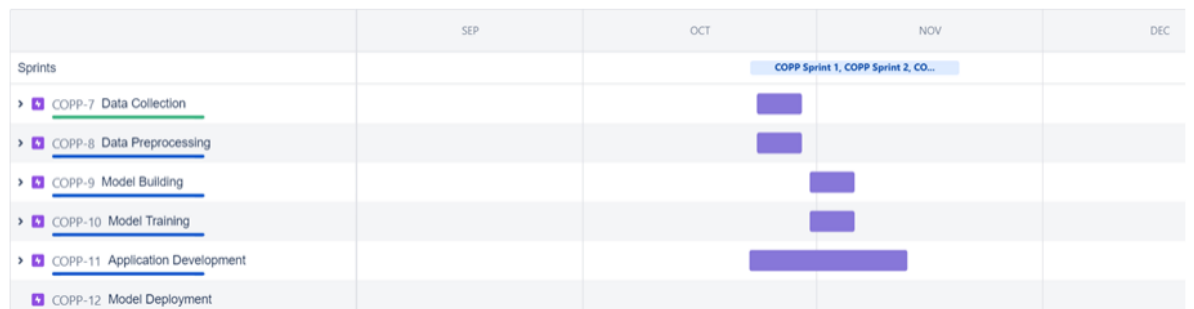 SEP OCT NOV DEC
Sprints COPP Sprint 1, COPP Sprint 2, CO...
COPP-7 Data Collection
COPP-8 Data Preprocessing
COPP-9 Model Building
COPP-10 Model Training
COPP-11 Application Development
COPP-12 Model Deployment